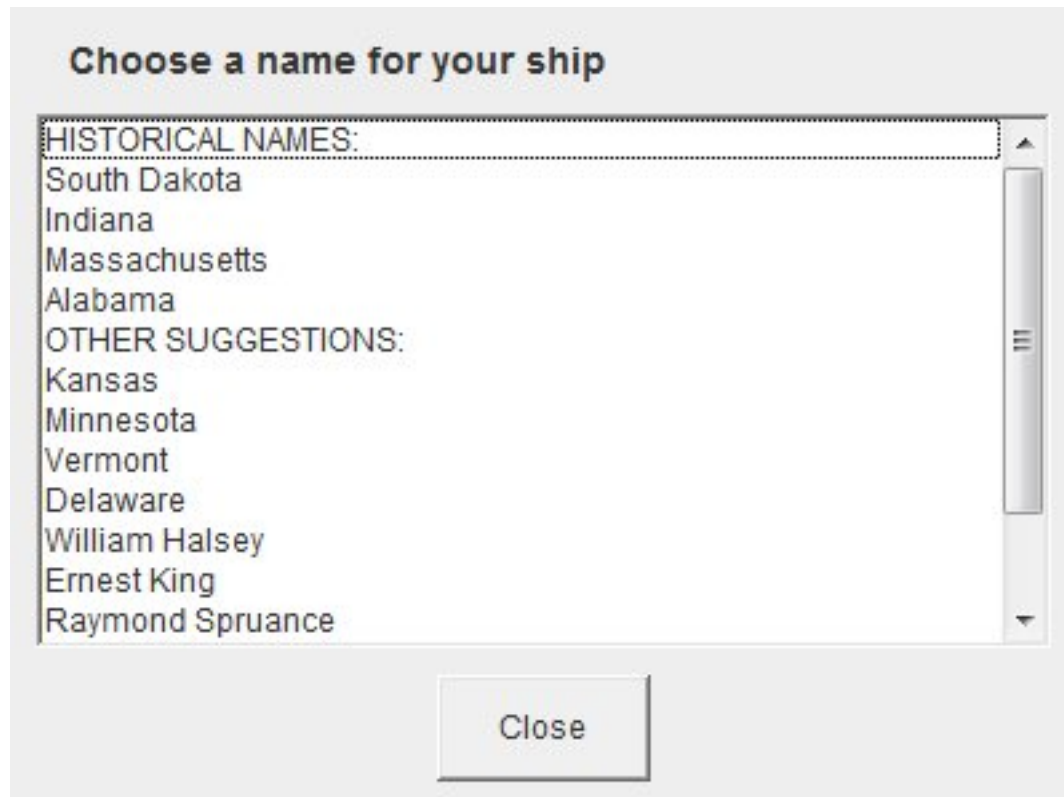 Choose a name for your ship
HISTORICAL NAMES:
South Dakota
Indiana
Massachusetts
Alabama
OTHER SUGGESTIONS:
Kansas
Minnesota
Vermont
Delaware
William Halsey
Ernest King
Raymond Spruance
Close